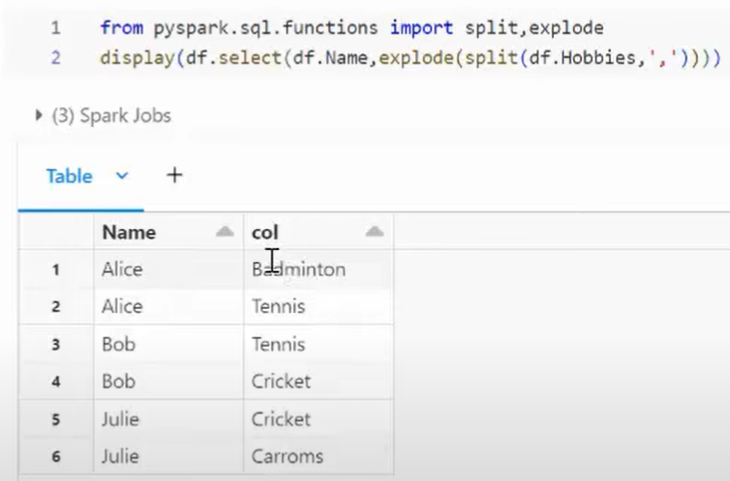 1 from pyspark.sql.functions import split,explode
2 display(df.select(df.Name,explode(split(df.Hobbies,','))))
(3) Spark Jobs
Table +
Name col
1 Alice Badminton
2 Alice Tennis
3 Bob Tennis
4 Bob Cricket
5 Julie Cricket
6 Julie Carroms